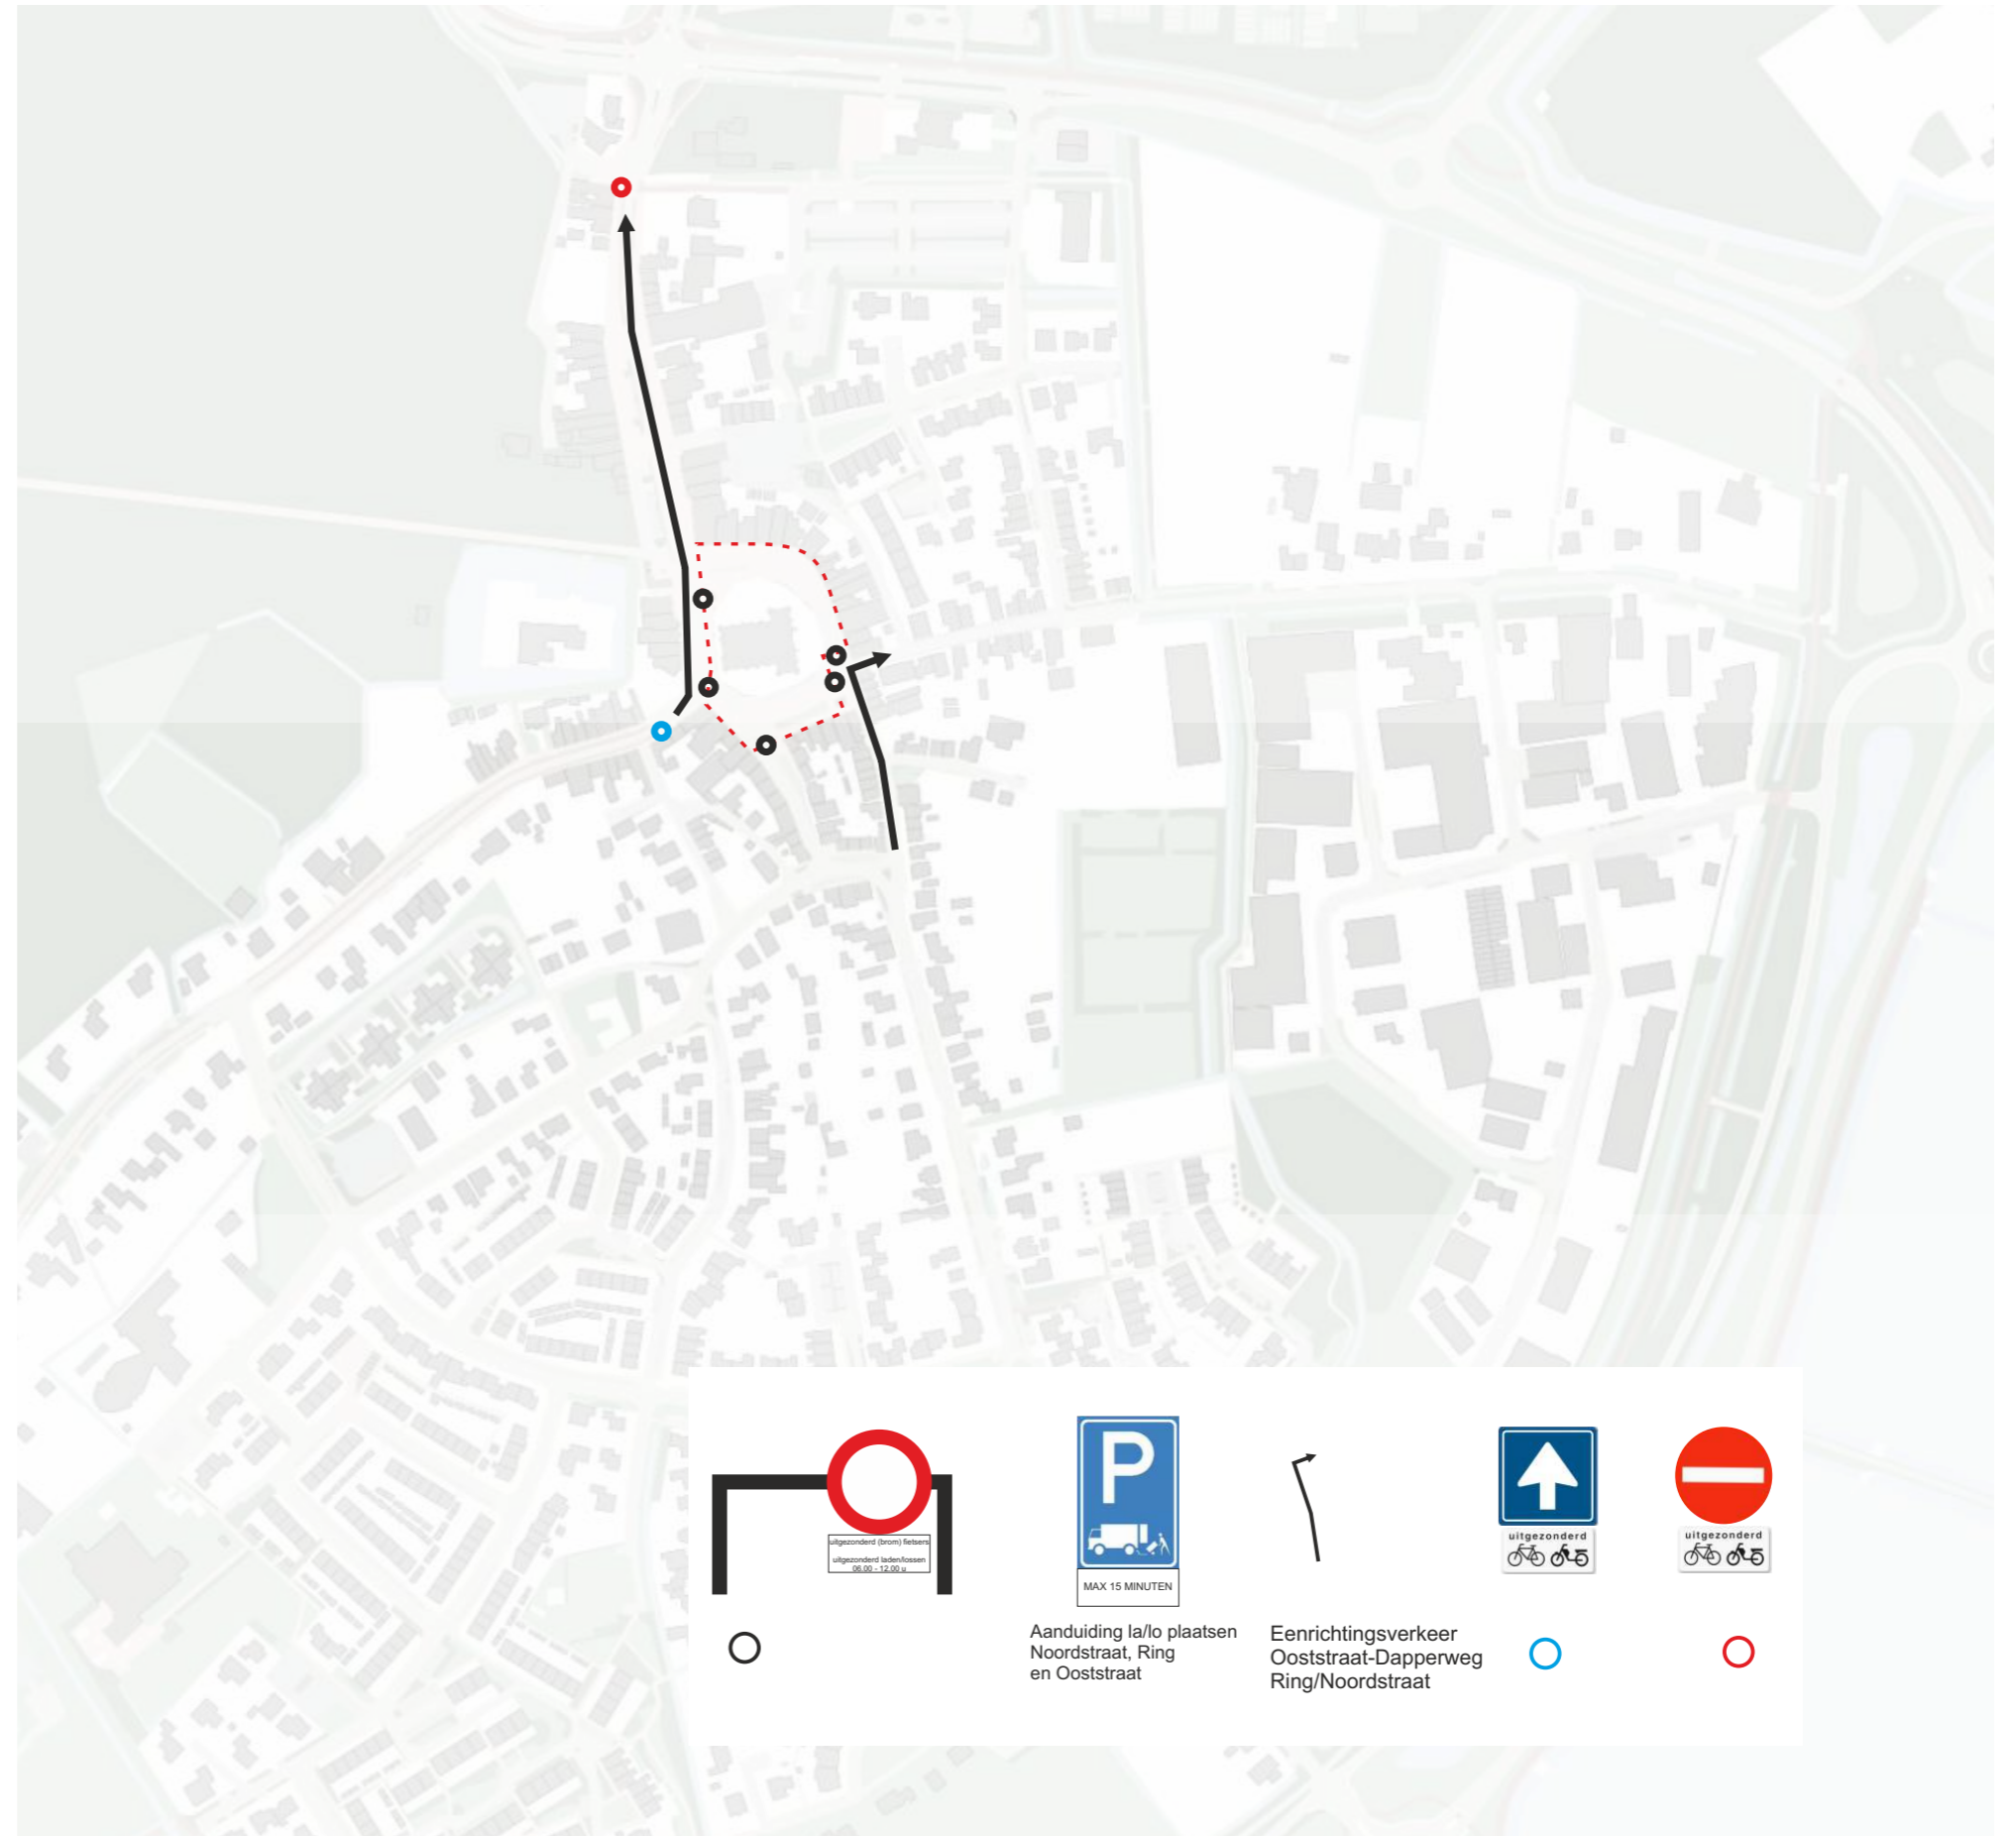 uitgezonderd (brom) fietsers
uitgezonderd laden/lossen
06.00 - 12.00 u
P
MAX 15 MINUTEN
Aanduiding la/lo plaatsen
Noordstraat, Ring
en Ooststraat
Eenrichtingsverkeer
Ooststraat-Dapperweg
Ring/Noordstraat
uitgezonderd
uitgezonderd